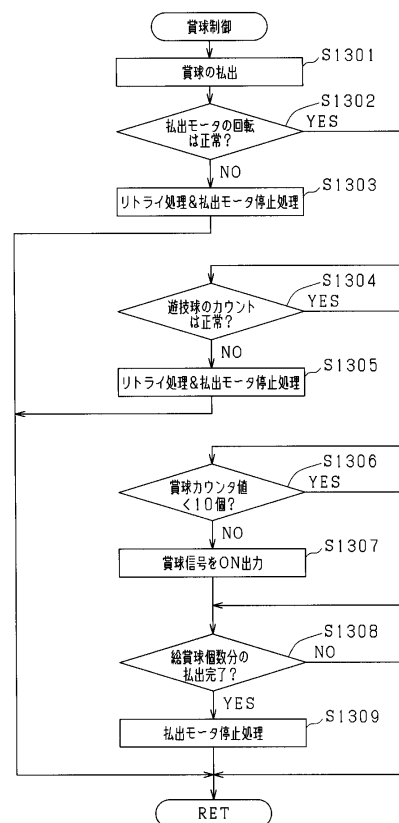 賞球制御
S1301
賞球の払出
S1302
払出モータの回転
は正常?
YES
NO
S1303
リトライ処理&払出モータ停止処理
S1304
遊技球のカウント
は正常?
YES
NO
S1305
リトライ処理&払出モータ停止処理
S1306
賞球カウンタ値
<10個?
YES
NO
S1307
賞球信号をON出力
S1308
総賞球個数分の
払出完了?
NO
YES
S1309
払出モータ停止処理
RET